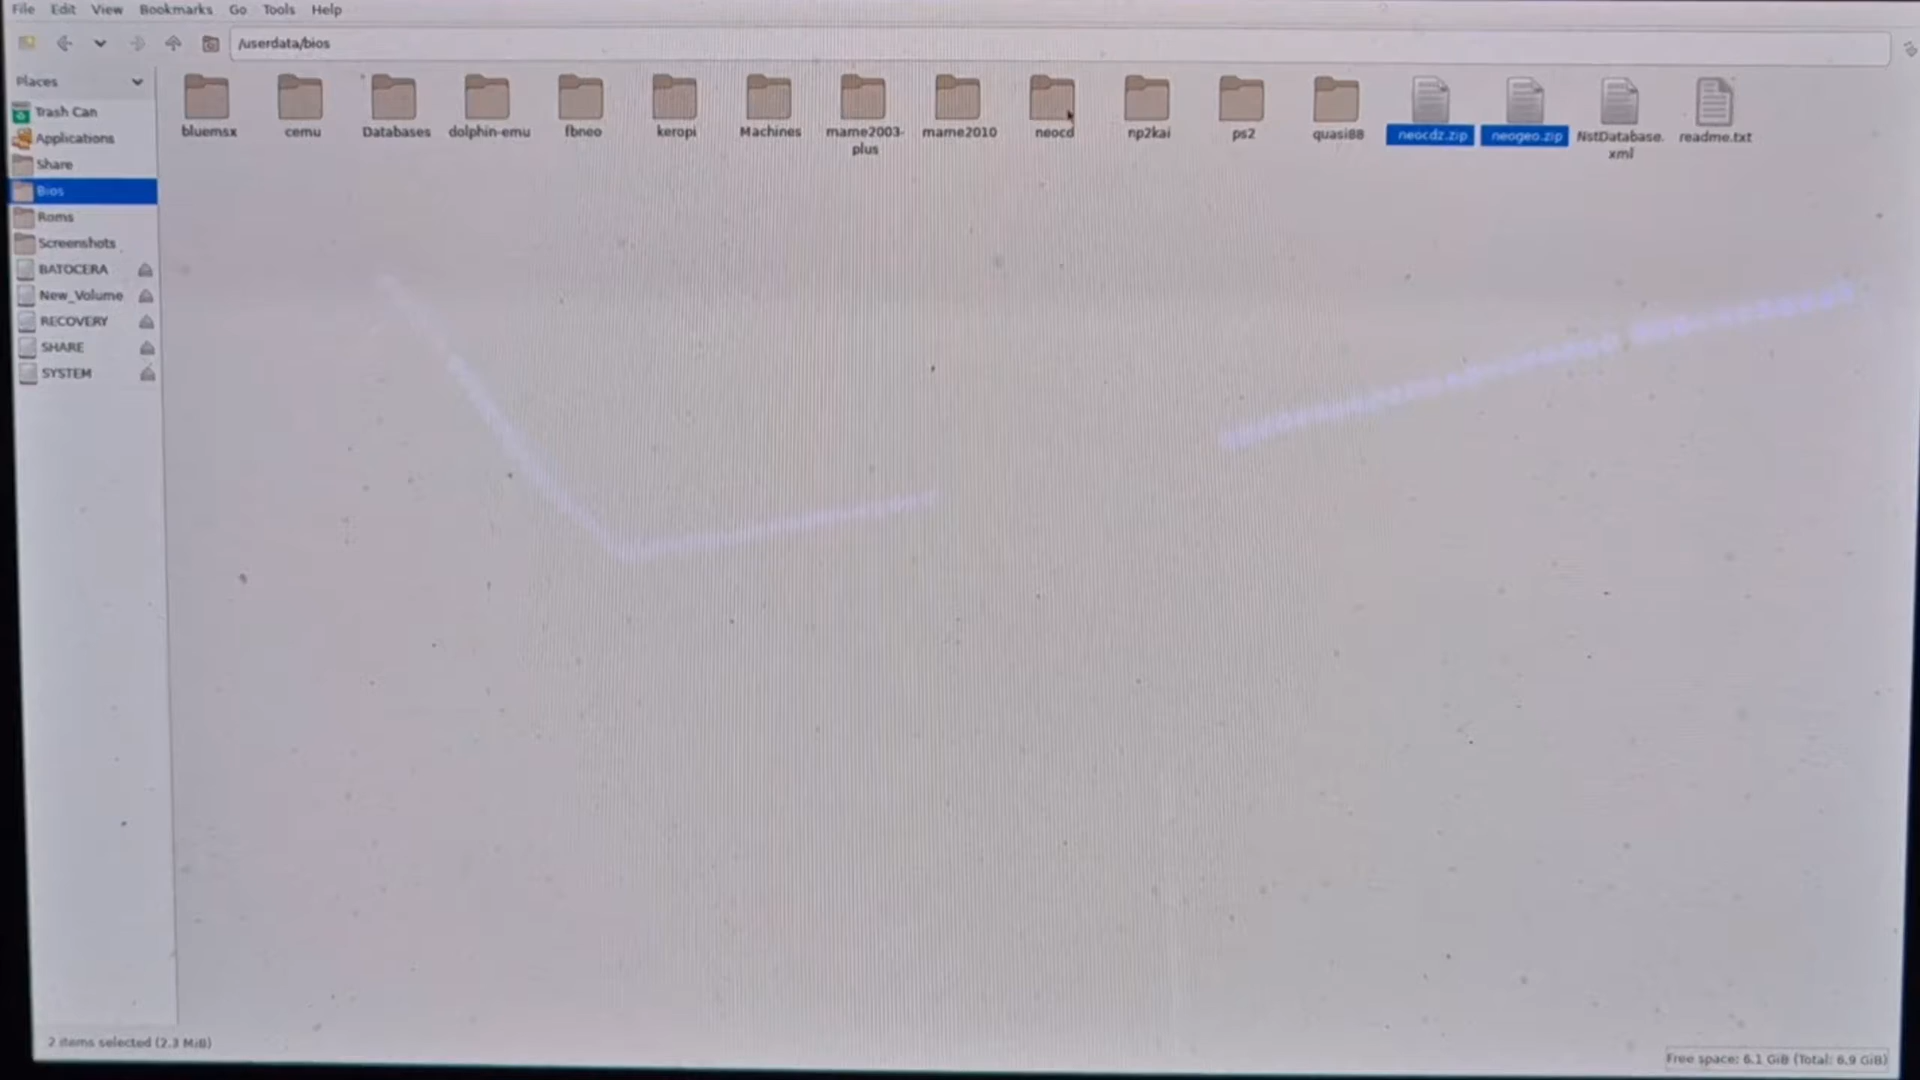 File Edit View Bookmarks Go Tools Help
/userdata/bios
Places
Trash Can
Applications
Share
Bios
Roms
Screenshots
BATOCERA
New_Volume
RECOVERY
SHARE
SYSTEM
bluemsx cemu Databases dolphin-emu fbneo keropi Machines mame2003-plus mame2010 neocd np2kai ps2 quasi88 neocdz.zip neogeo.zip NstDatabase.xml readme.txt
2 items selected (2.3 MiB)
Free space: 6.1 GiB (Total: 6.9 GiB)